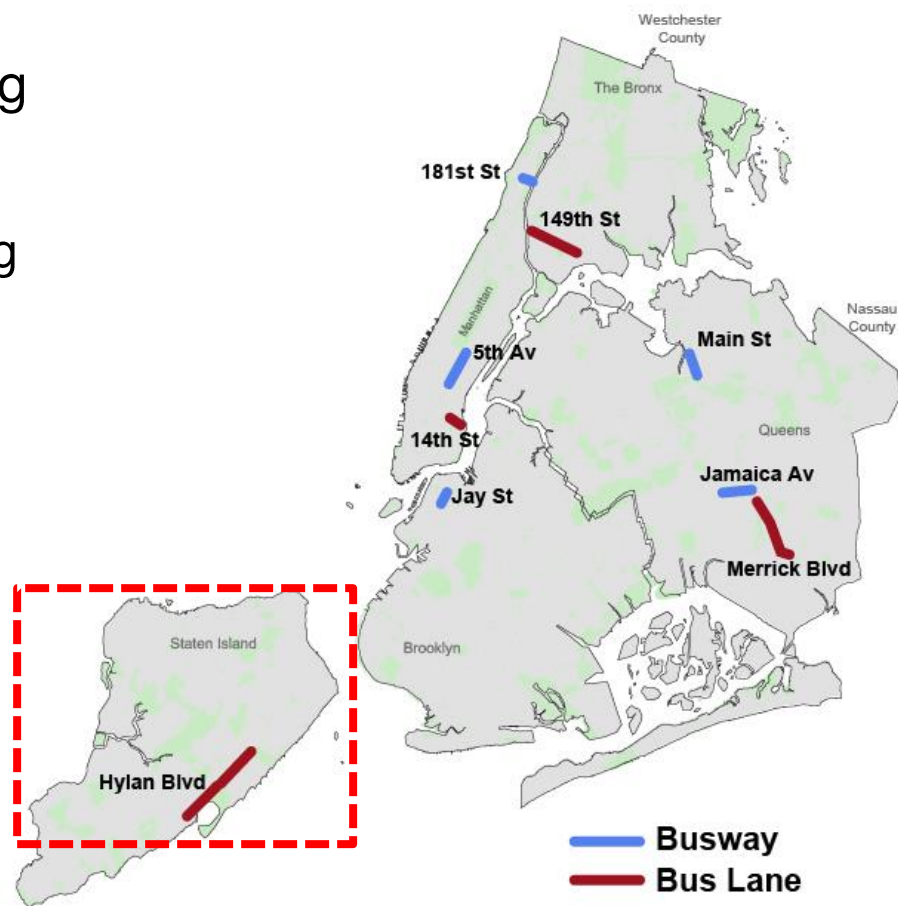 g
g
Westchester
County
The Bronx
181st St
149th St
Manhattan
Nassau
County
5th Av
Main St
14th St
Queens
Jamaica Av
Jay St
Merrick Blvd
Staten Island
Brooklyn
Hylan Blvd
Busway
Bus Lane